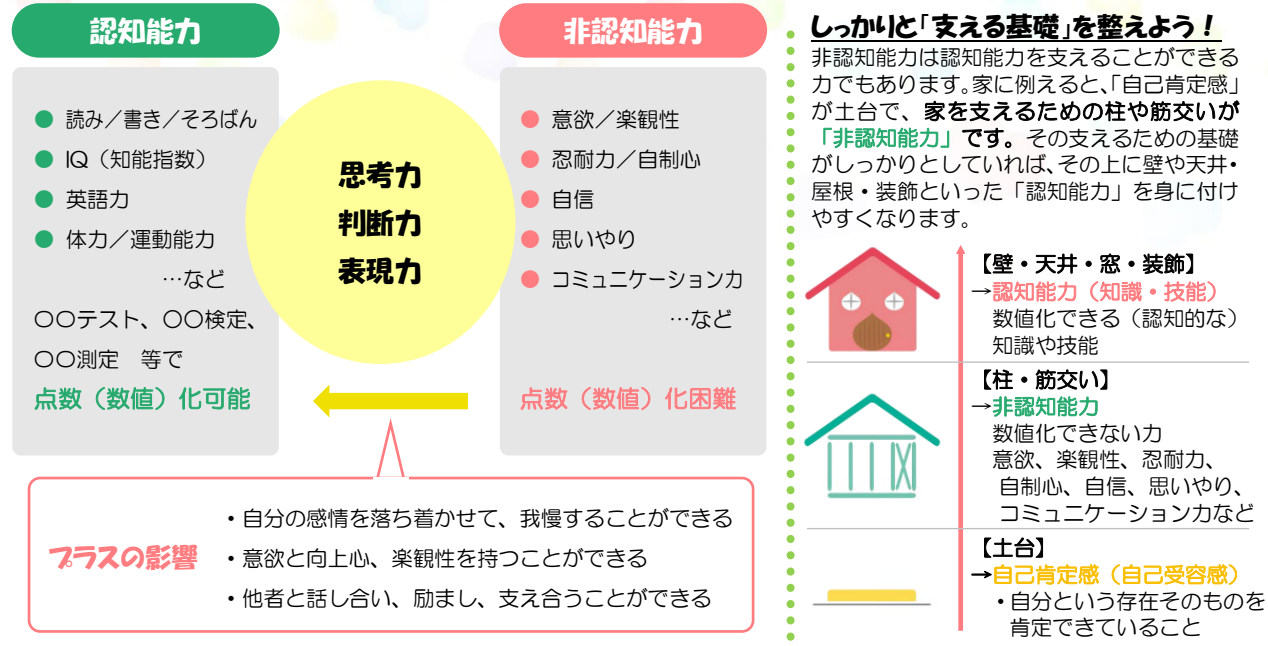 認知能力
● 読み/書き/そろばん
● IQ(知能指数)
● 英語力
● 体力/運動能力
…など
〇〇テスト、〇〇検定、
〇〇測定 等で
点数(数値)化可能
思考力
判断力
表現力
非認知能力
● 意欲/楽観性
● 忍耐力/自制心
● 自信
● 思いやり
● コミュニケーション力
…など
点数(数値)化困難
プラスの影響
・自分の感情を落ち着かせて、我慢することができる
・意欲と向上心、楽観性を持つことができる
・他者と話し合い、励まし、支え合うことができる
しっかりと「支える基礎」を整えよう!
非認知能力は認知能力を支えることができる
力でもあります。家に例えると、「自己肯定感」
が土台で、家を支えるための柱や筋交いが
「非認知能力」です。その支えるための基礎
がしっかりとしていれば、その上に壁や天井・
屋根・装飾といった「認知能力」を身に付け
やすくなります。
【壁・天井・窓・装飾】
→認知能力(知識・技能)
数値化できる(認知的な)
知識や技能
【柱・筋交い】
→非認知能力
数値化できない力
意欲、楽観性、忍耐力、
自制心、自信、思いやり、
コミュニケーション力など
【土台】
→自己肯定感(自己受容感)
・自分という存在そのものを
肯定できていること